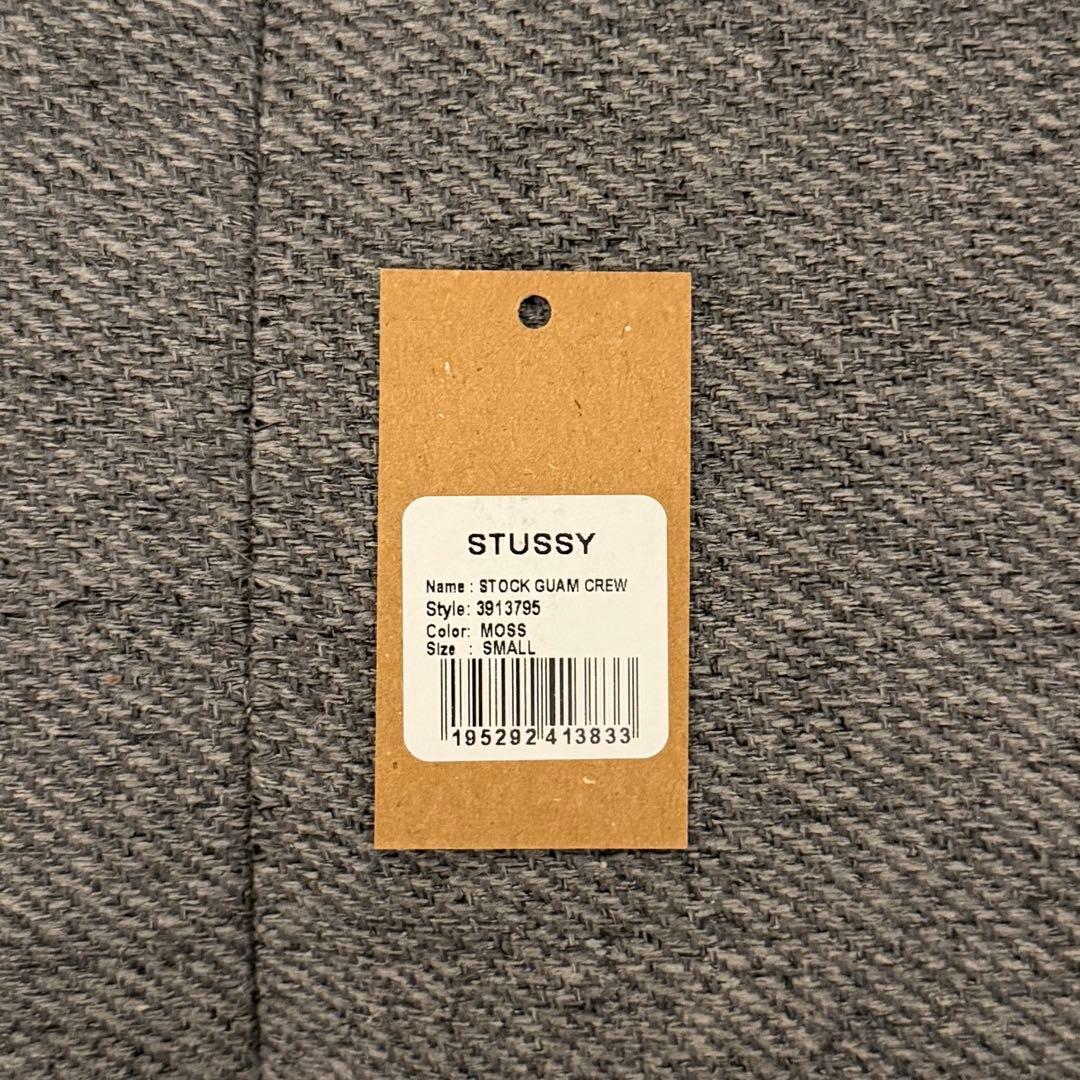 STUSSY
Name : STOCK GUAM CREW
Style: 3913795
Color: MOSS
Size : SMALL
195292 413833